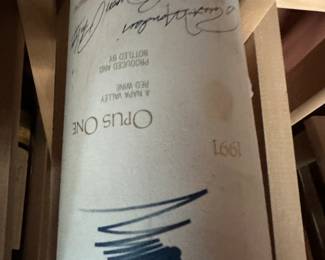 1991
OPUS ONE
A NAPA VALLEY
RED WINE
PRODUCED AND
BOTTLED BY